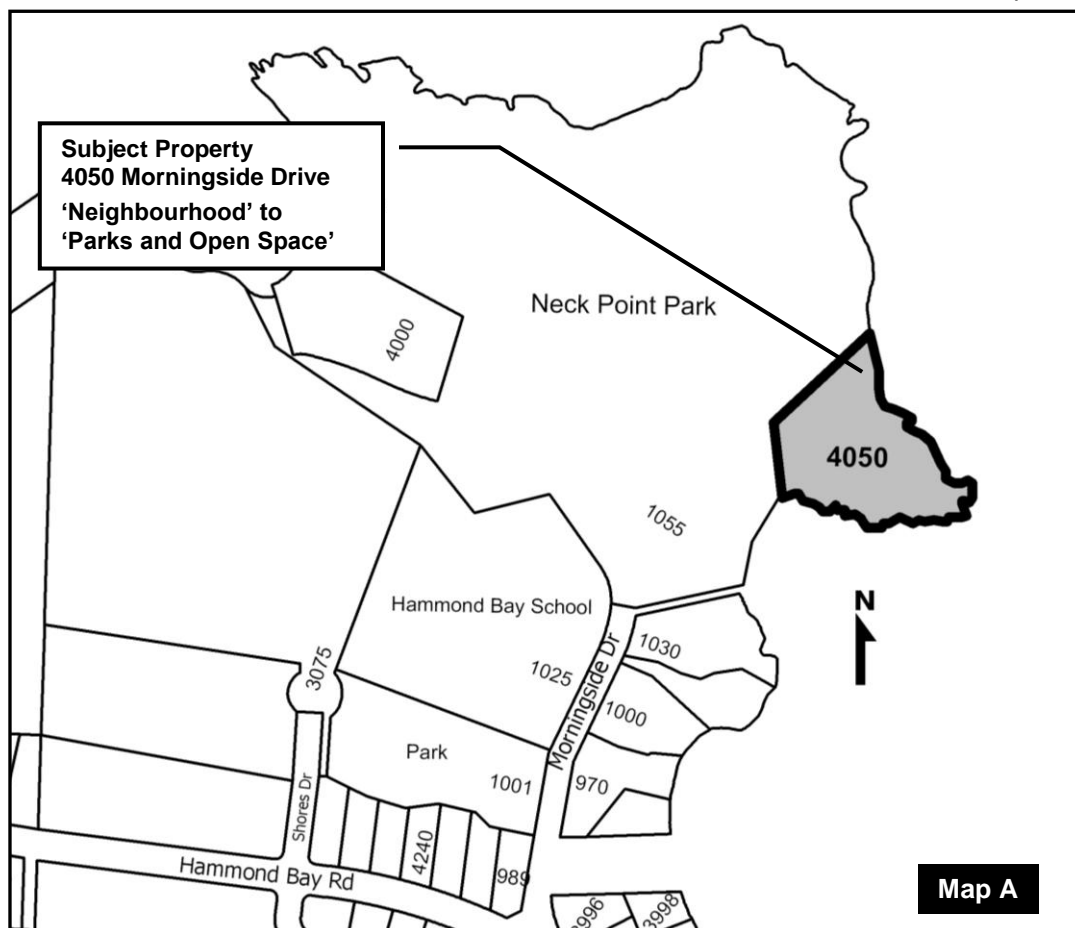 Subject Property
4050 Morningside Drive
‘Neighbourhood’ to
‘Parks and Open Space’
Neck Point Park
4000
4050
1055
N
Hammond Bay School
1030
3075
1025
Morningside Dr
1000
Park
1001
970
Shores Dr
4240
989
Hammond Bay Rd
3996
3998
Map A